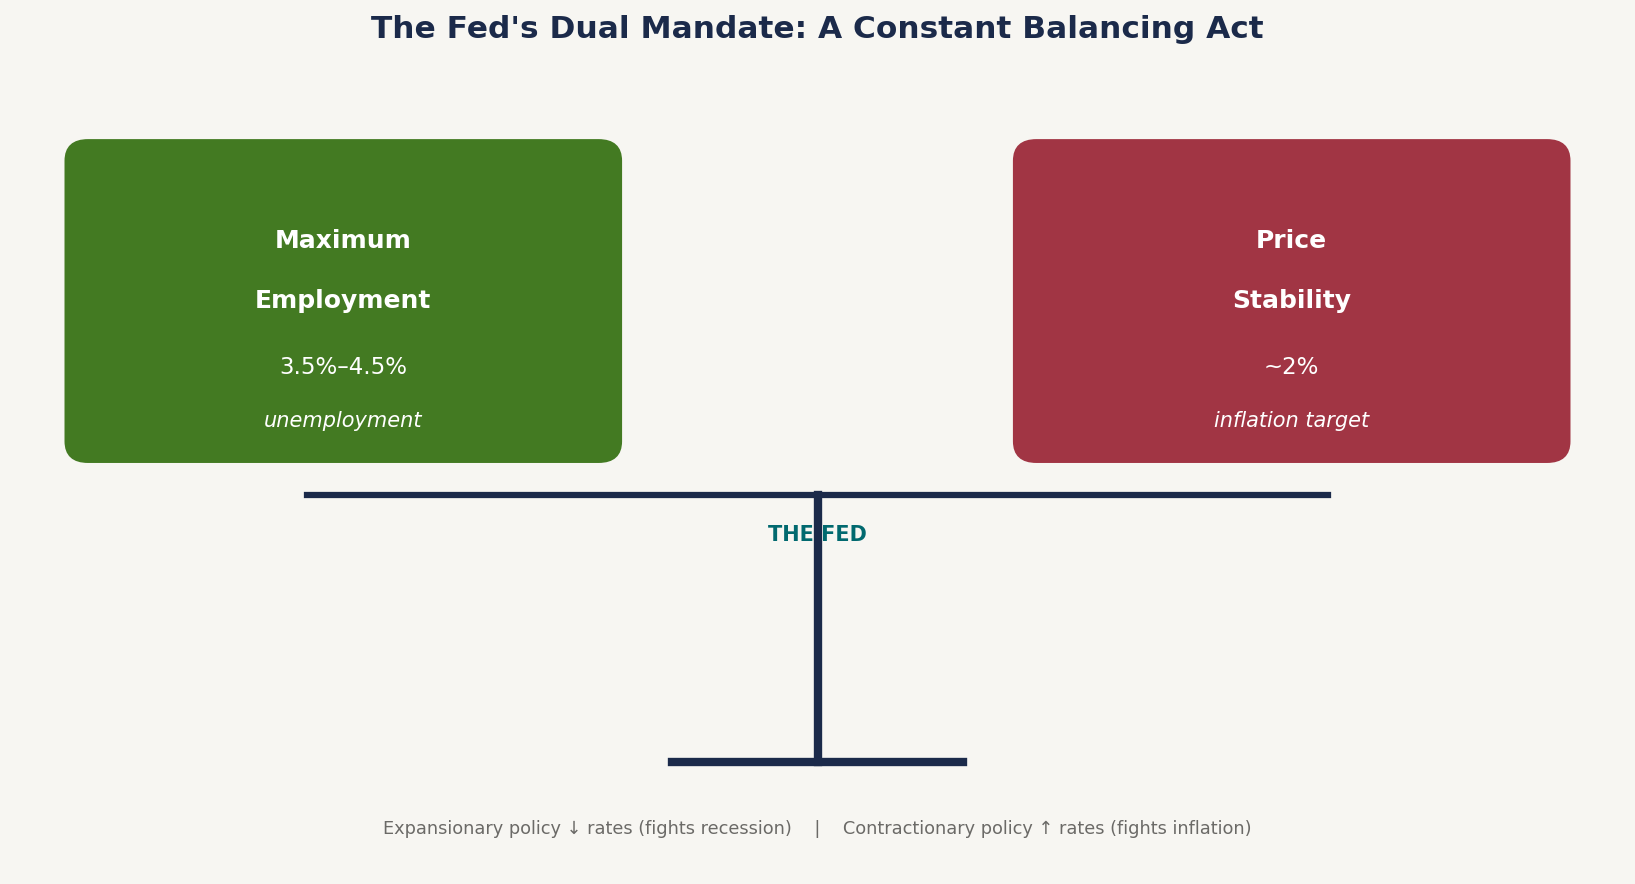 The Fed's Dual Mandate: A Constant Balancing Act
Maximum
Employment
3.5%–4.5%
unemployment
Price
Stability
~2%
inflation target
THE FED
Expansionary policy ↓ rates (fights recession) | Contractionary policy ↑ rates (fights inflation)